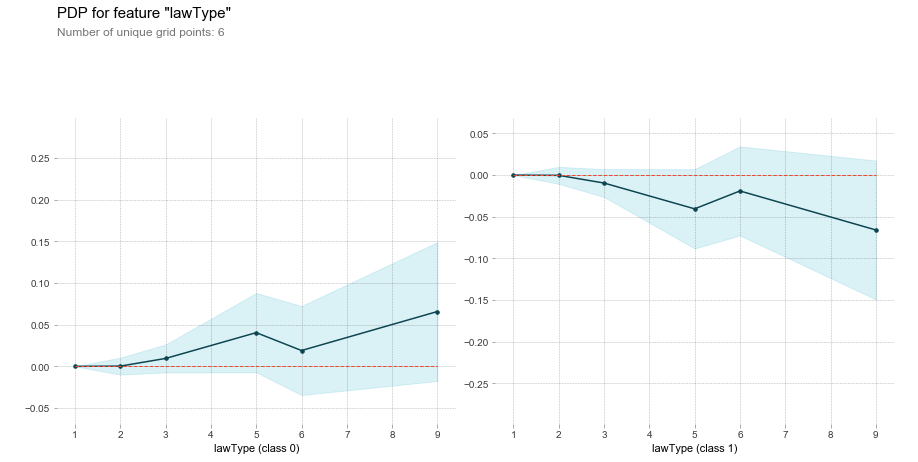 PDP for feature "lawType"
Number of unique grid points: 6
0.25
0.20
0.15
0.10
0.05
0.00
−0.05
1 2 3 4 5 6 7 8 9
lawType (class 0)
0.05
0.00
−0.05
−0.10
−0.15
−0.20
−0.25
1 2 3 4 5 6 7 8 9
lawType (class 1)